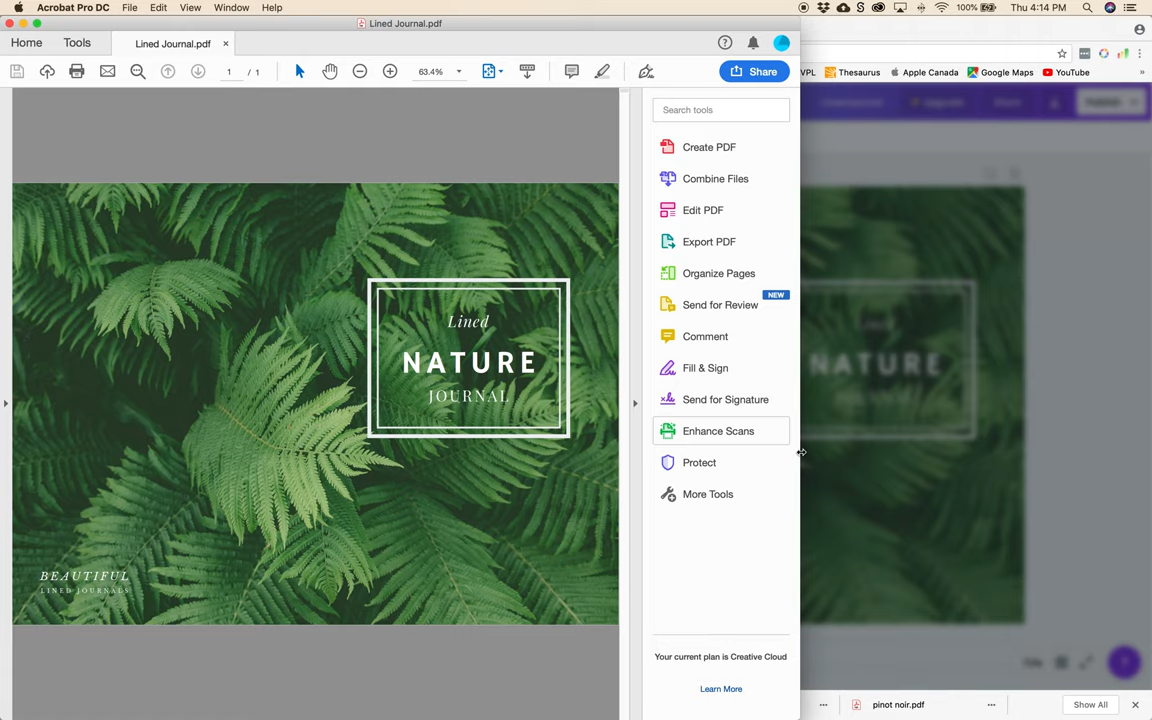 Acrobat Pro DC File Edit View Window Help
100% Thu 4:14 PM
Lined Journal.pdf
Home Tools Lined Journal.pdf ×
1 / 1
63.4%
Share
VPL Thesaurus Apple Canada Google Maps YouTube »
Search tools
Create PDF
Combine Files
Edit PDF
Export PDF
Organize Pages
NEW
Send for Review
Comment
Fill & Sign
Send for Signature
Enhance Scans
Protect
More Tools
Your current plan is Creative Cloud
Learn More
Lined
NATURE
JOURNAL
BEAUTIFUL
LINED JOURNALS
NATURE
pinot noir.pdf
Show All